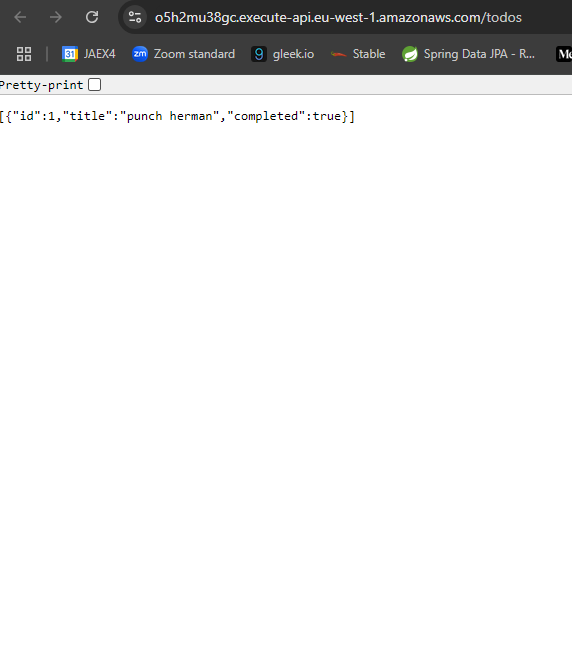 o5h2mu38gc.execute-api.eu-west-1.amazonaws.com/todos
31 JAEX4 zm Zoom standard 9 gleek.io Stable Spring Data JPA - R...
Pretty-print
[{"id":1,"title":"punch herman","completed":true}]